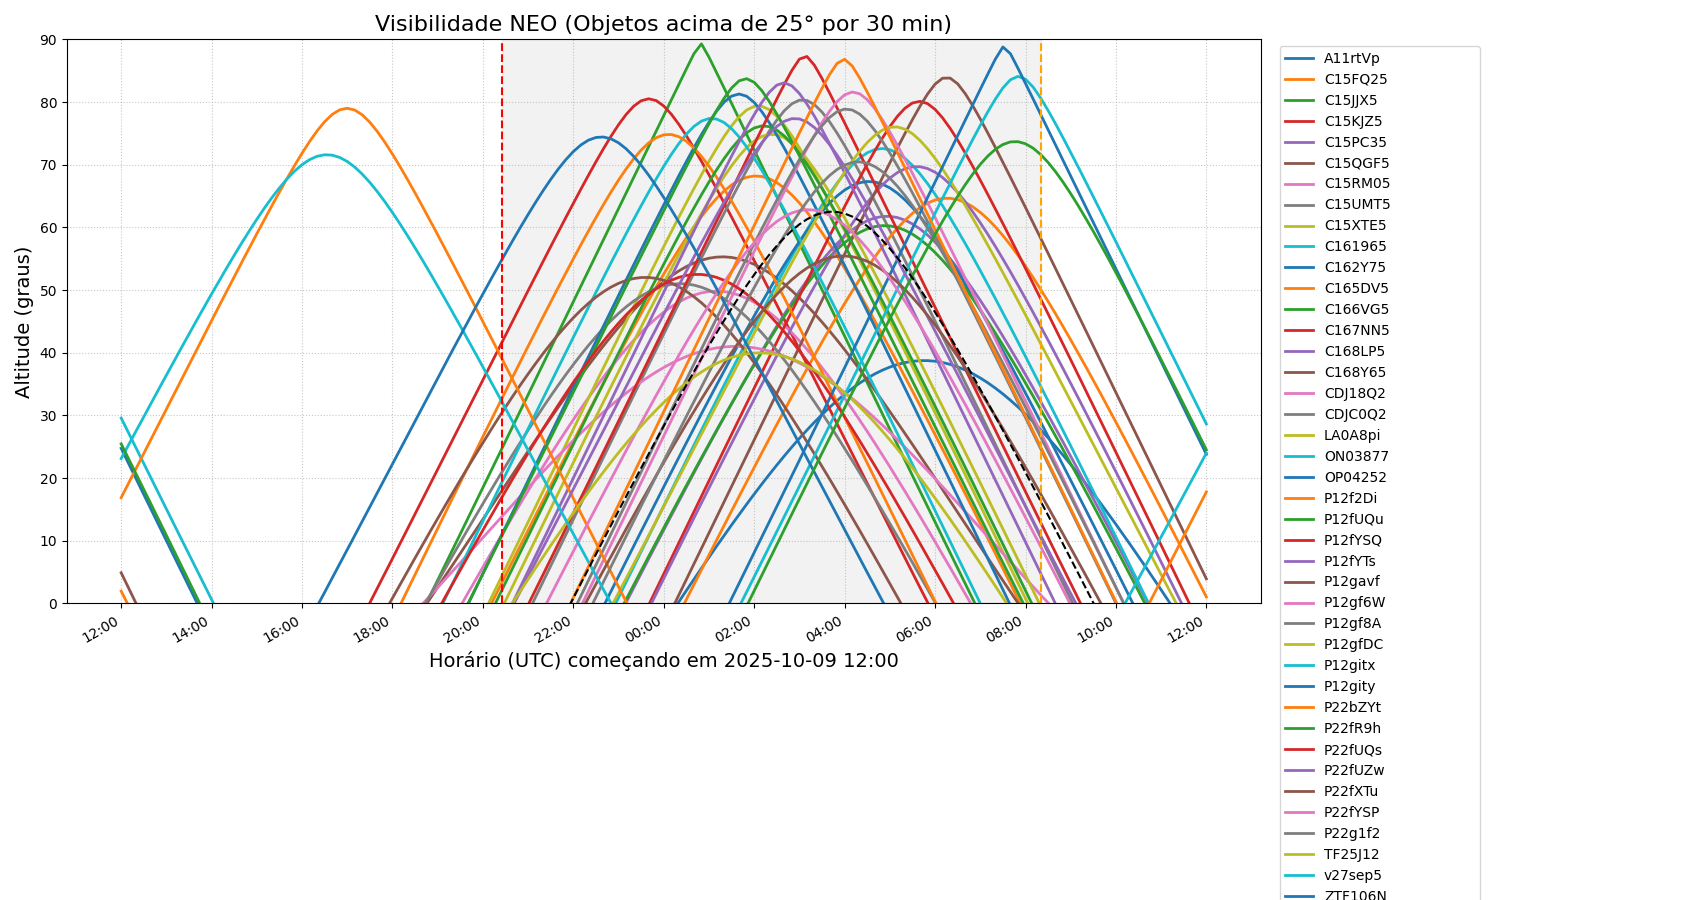 Visibilidade NEO (Objetos acima de 25° por 30 min)
Altitude (graus)
90
80
70
60
50
40
30
20
10
0
12:00
14:00
16:00
18:00
20:00
22:00
00:00
02:00
04:00
06:00
08:00
10:00
12:00
Horário (UTC) começando em 2025-10-09 12:00
A11rtVp
C15FQ25
C15JJX5
C15KJZ5
C15PC35
C15QGF5
C15RM05
C15UMT5
C15XTE5
C161965
C162Y75
C165DV5
C166VG5
C167NN5
C168LP5
C168Y65
CDJ18Q2
CDJC0Q2
LA0A8pi
ON03877
OP04252
P12f2Di
P12fUQu
P12fYSQ
P12fYTs
P12gavf
P12gf6W
P12gf8A
P12gfDC
P12gitx
P12gity
P22bZYt
P22fR9h
P22fUQs
P22fUZw
P22fXTu
P22fYSP
P22g1f2
TF25J12
v27sep5
ZTF106N